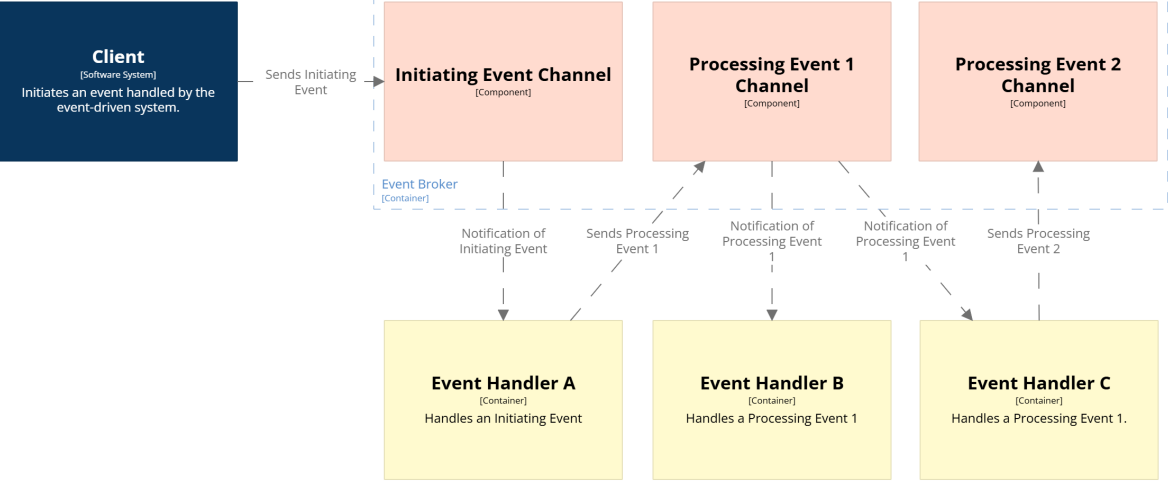 Client
[Software System]
Initiates an event handled by the
event-driven system.
Sends Initiating
Event
Initiating Event Channel
[Component]
Processing Event 1
Channel
[Component]
Processing Event 2
Channel
[Component]
Event Broker
[Container]
Notification of
Initiating Event
Sends Processing
Event 1
Notification of
Processing Event
1
Notification of
Processing Event
1
Sends Processing
Event 2
Event Handler A
[Container]
Handles an Initiating Event
Event Handler B
[Container]
Handles a Processing Event 1
Event Handler C
[Container]
Handles a Processing Event 1.